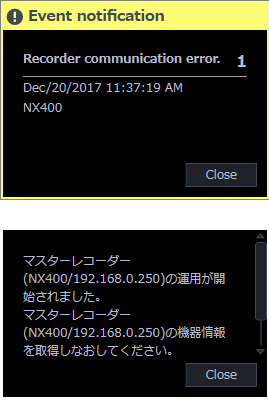 Event notification
Recorder communication error. 1
Dec/20/2017 11:37:19 AM
NX400
Close
マスターレコーダー
(NX400/192.168.0.250)の運用が開
始されました。
マスターレコーダー
(NX400/192.168.0.250)の機器情報
を取得しなおしてください。
Close